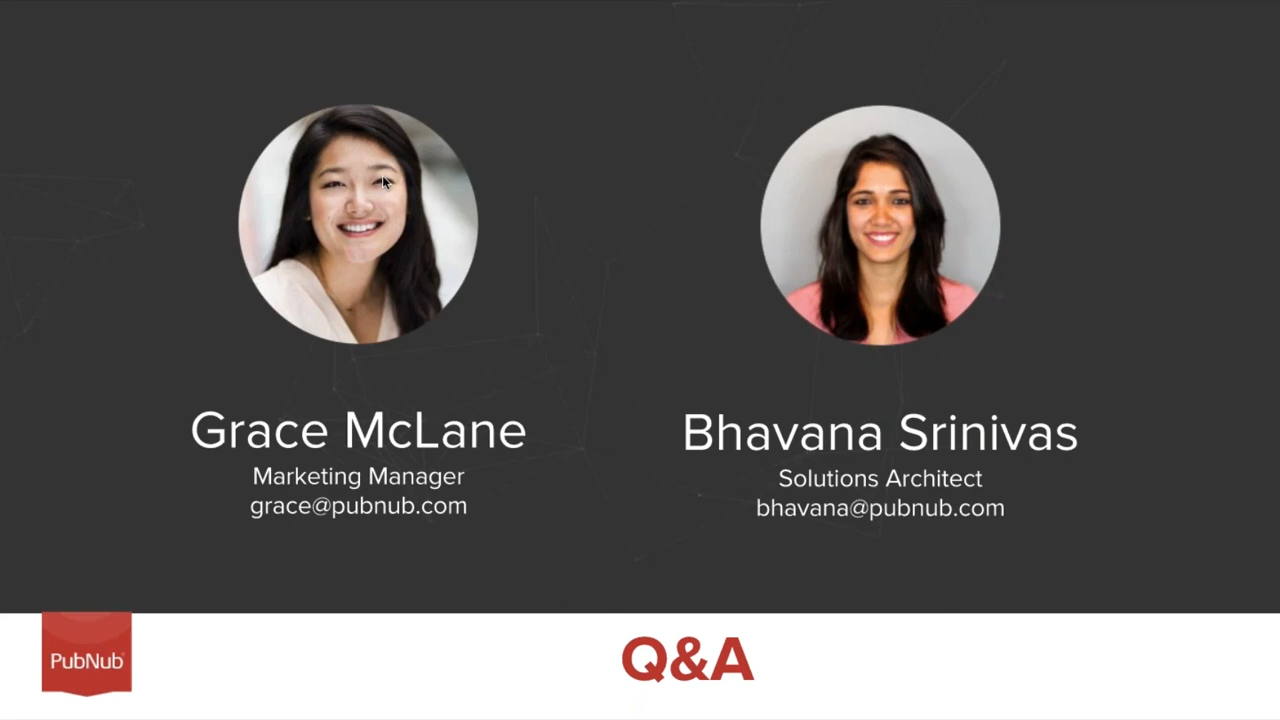 Grace McLane
Marketing Manager
grace@pubnub.com
Bhavana Srinivas
Solutions Architect
bhavana@pubnub.com
PubNub
Q&A